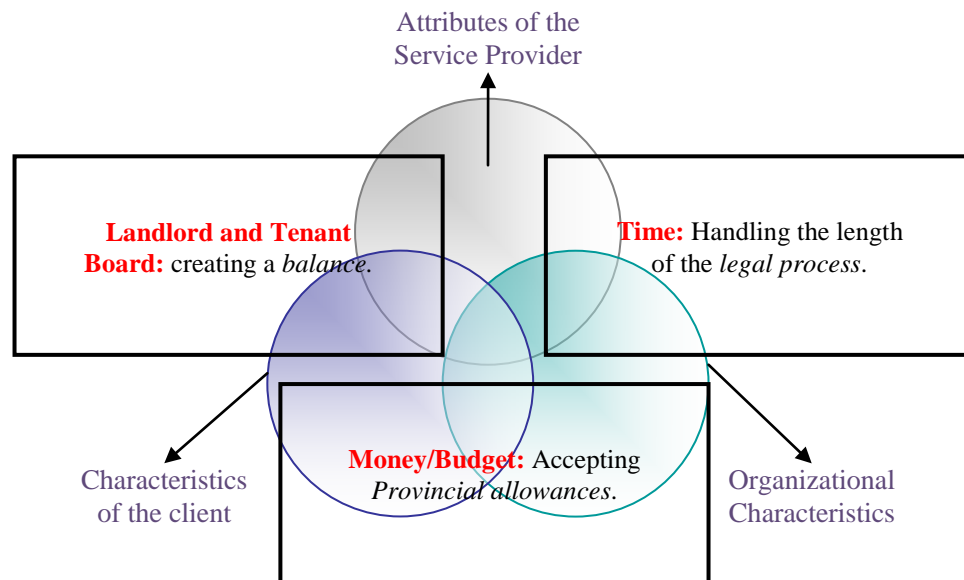 Attributes of the
Service Provider
Landlord and Tenant
Board: creating a balance.
Time: Handling the length
of the legal process.
Money/Budget: Accepting
Provincial allowances.
Characteristics
of the client
Organizational
Characteristics